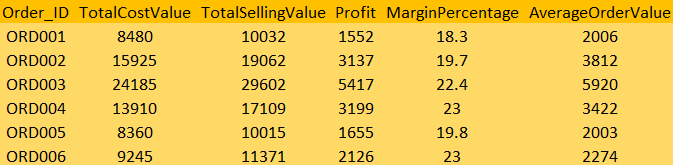 Order_ID TotalCostValue TotalSellingValue Profit MarginPercentage AverageOrderValue
ORD001 8480 10032 1552 18.3 2006
ORD002 15925 19062 3137 19.7 3812
ORD003 24185 29602 5417 22.4 5920
ORD004 13910 17109 3199 23 3422
ORD005 8360 10015 1655 19.8 2003
ORD006 9245 11371 2126 23 2274